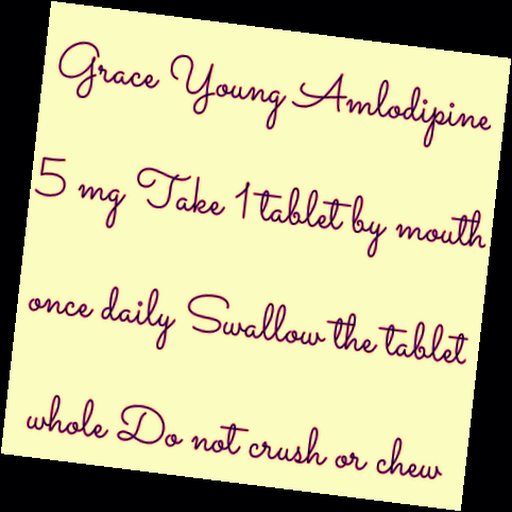 Grace Young Amlodipine
5 mg Take 1 tablet by mouth
once daily Swallow the tablet
whole Do not crush or chew